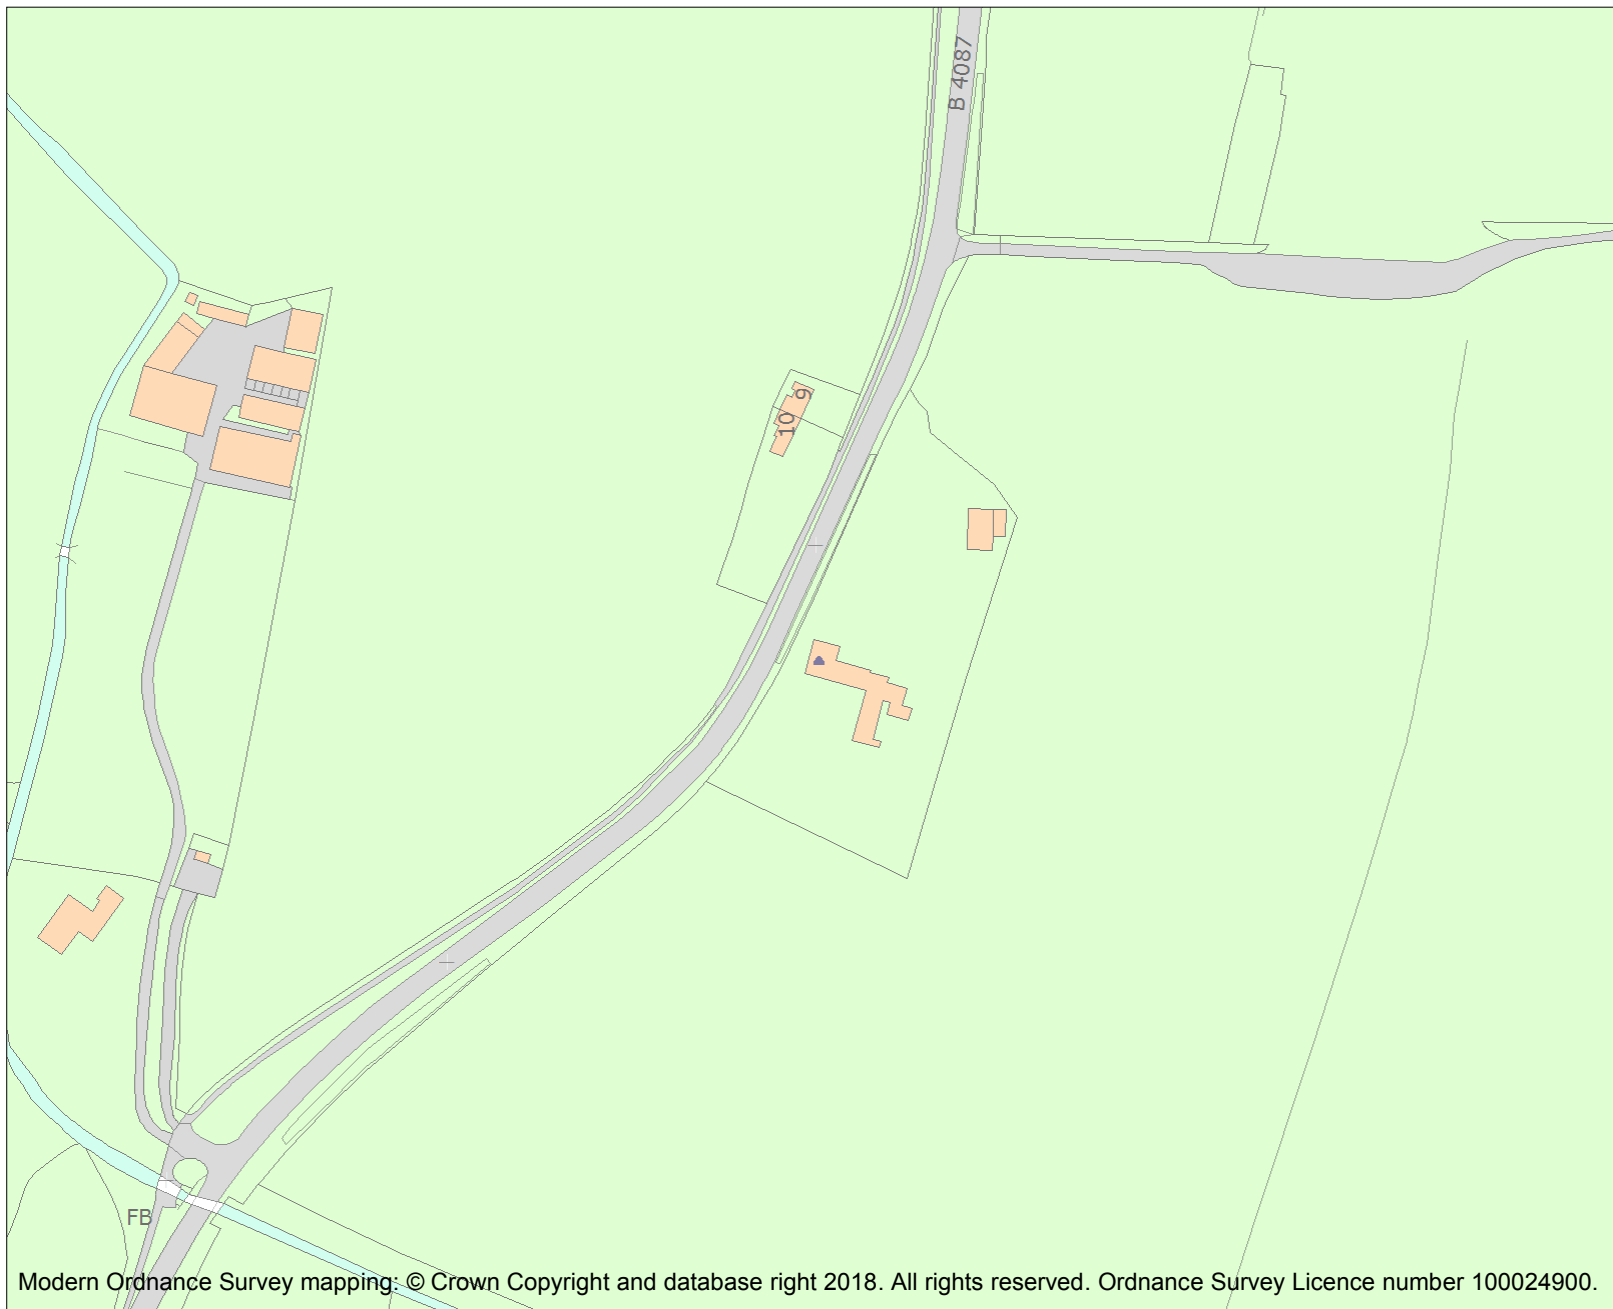 B 4087
9
10
FB
Modern Ordnance Survey mapping: © Crown Copyright and database right 2018. All rights reserved. Ordnance Survey Licence number 100024900.